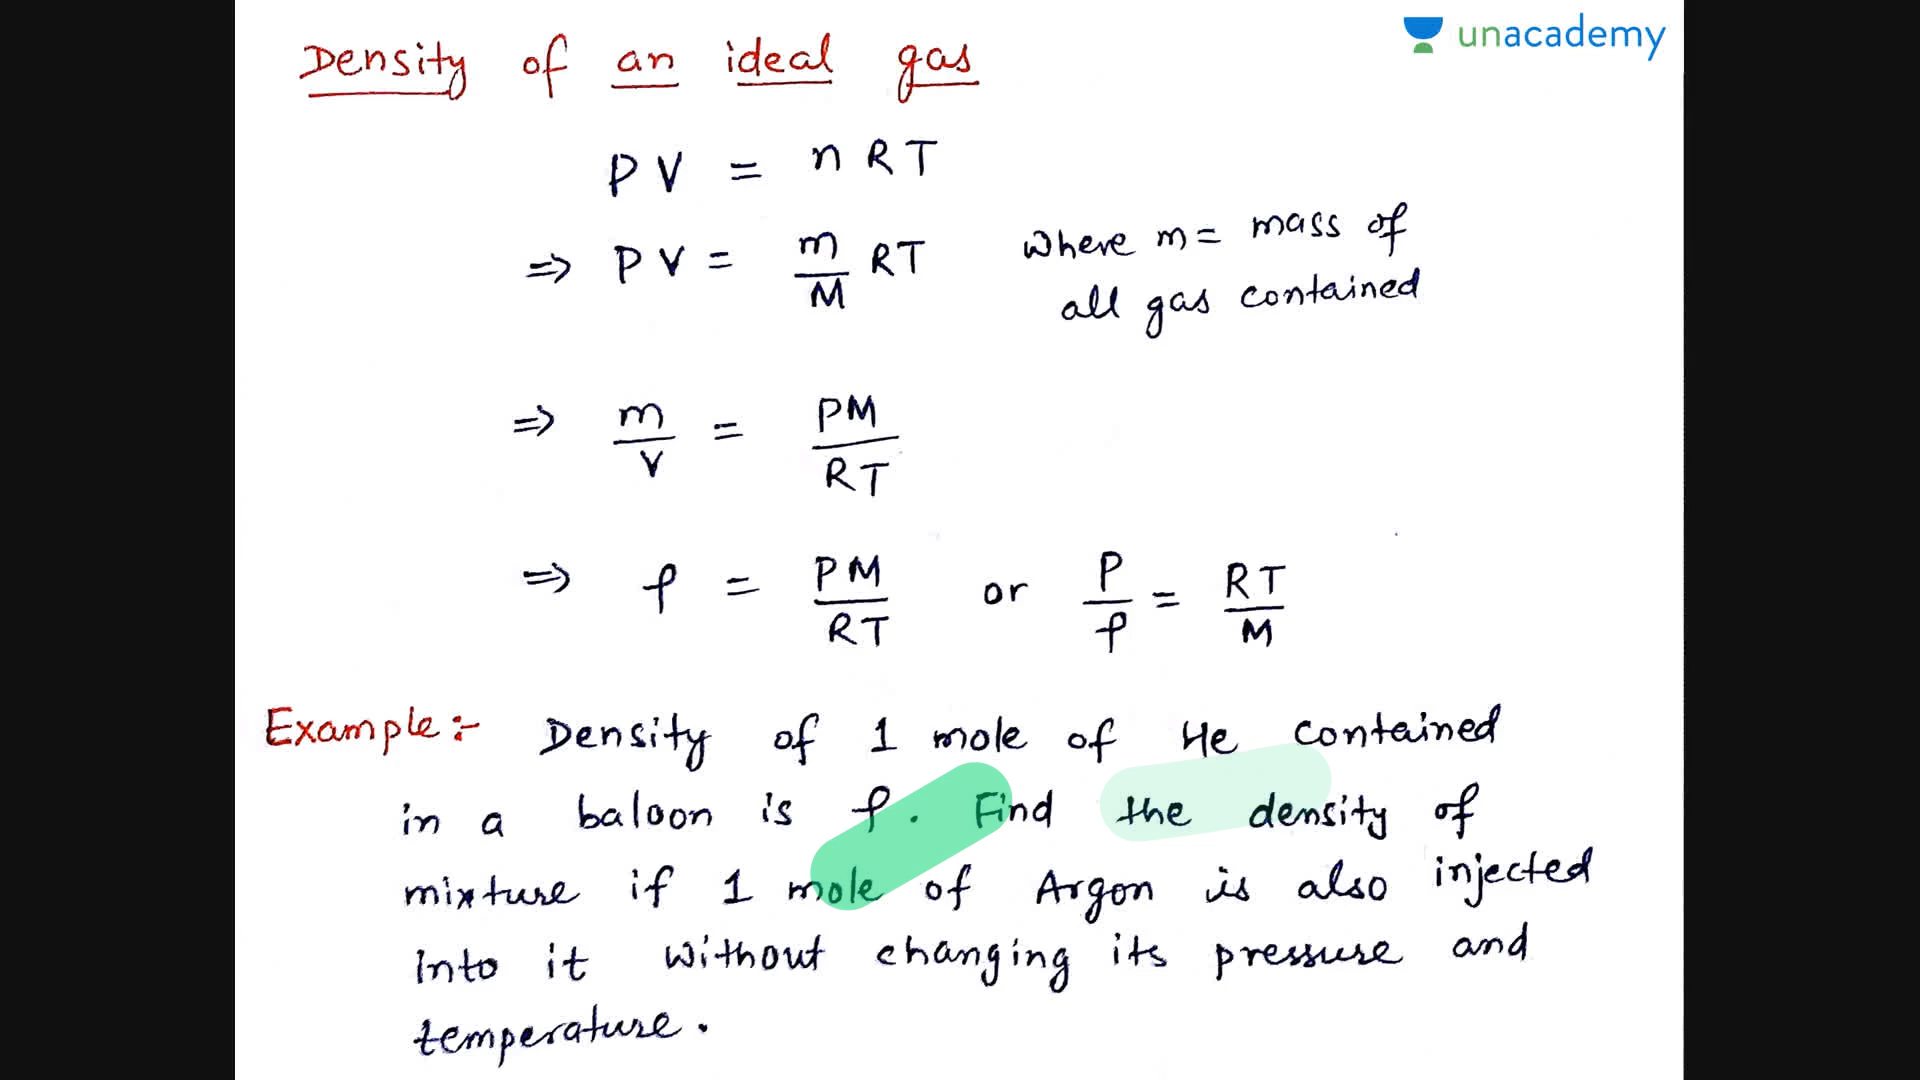 unacademy
Density of an ideal gas
PV = nRT
⇒ PV = m/M RT where m = mass of
all gas contained
⇒ m/V = PM/RT
⇒ ρ = PM/RT or P/ρ = RT/M
Example:- Density of 1 mole of He contained
in a baloon is ρ. Find the density of
mixture if 1 mole of Argon is also injected
into it without changing its pressure and
temperature.